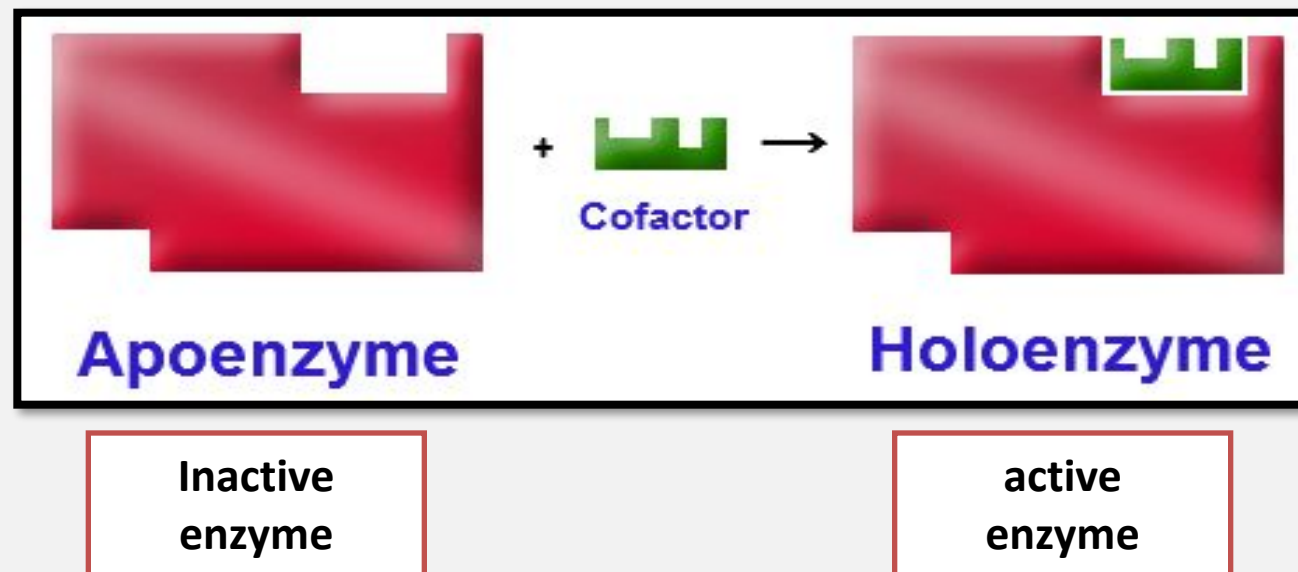 +
Cofactor
→
Apoenzyme
Holoenzyme
Inactive
enzyme
active
enzyme